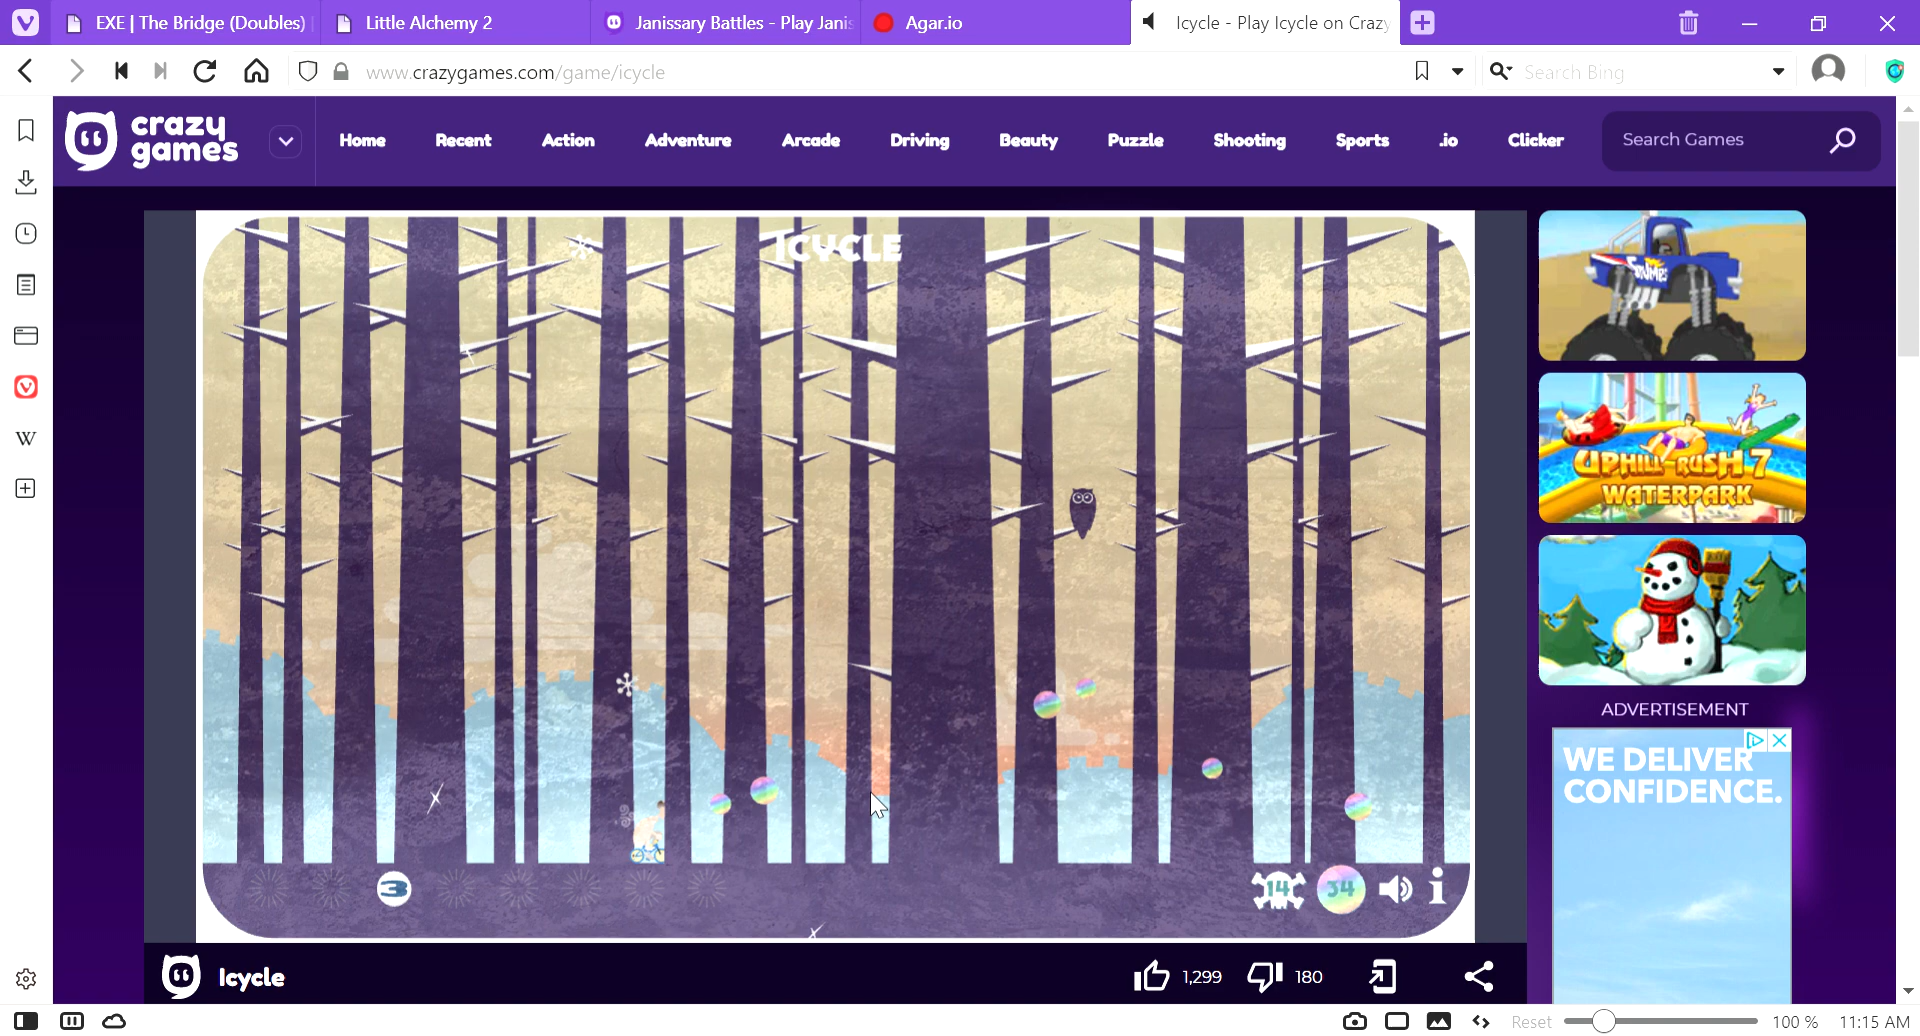 EXE | The Bridge (Doubles)
Little Alchemy 2
Janissary Battles - Play Janis
Agar.io
Icycle - Play Icycle on Crazy
www.crazygames.com/game/icycle
Search Bing
crazy
games
Home
Recent
Action
Adventure
Arcade
Driving
Beauty
Puzzle
Shooting
Sports
.io
Clicker
Search Games
ICYCLE
W
UPHILL RUSH 7
WATERPARK
ADVERTISEMENT
WE DELIVER
CONFIDENCE.
3
14
34
i
Icycle
1,299
180
Reset
100 %
11:15 AM